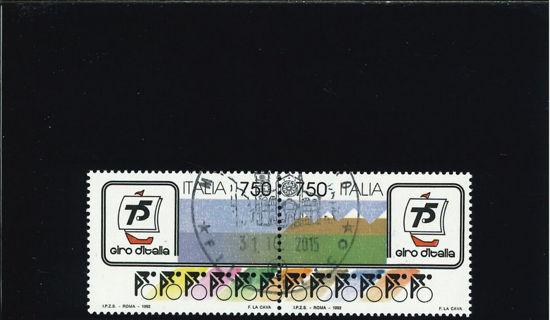 ITALIA 750
750 ITALIA
75
giro d'italia
75
giro d'italia
2015
I.P.Z.S. - ROMA - 1992
F. LA CAVA
I.P.Z.S. - ROMA - 1992
F. LA CAVA